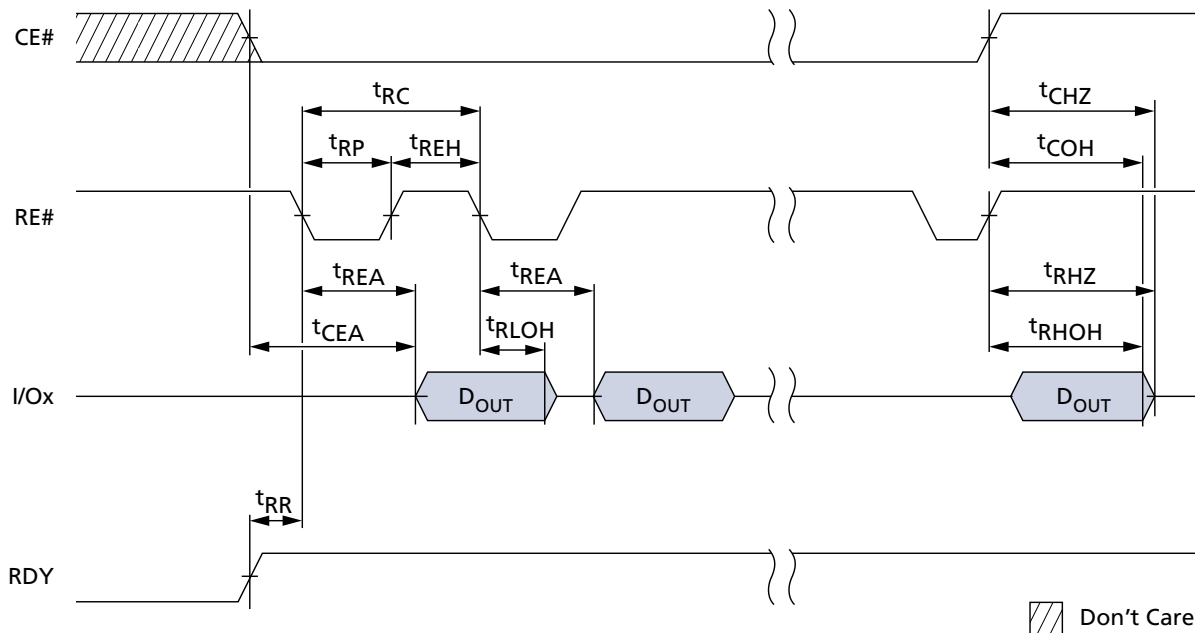 CE#
tRC
tCHZ
tRP
tREH
tCOH
RE#
tREA
tREA
tRHZ
tCEA
tRLOH
tRHOH
I/Ox
DOUT
DOUT
DOUT
tRR
RDY
Don't Care